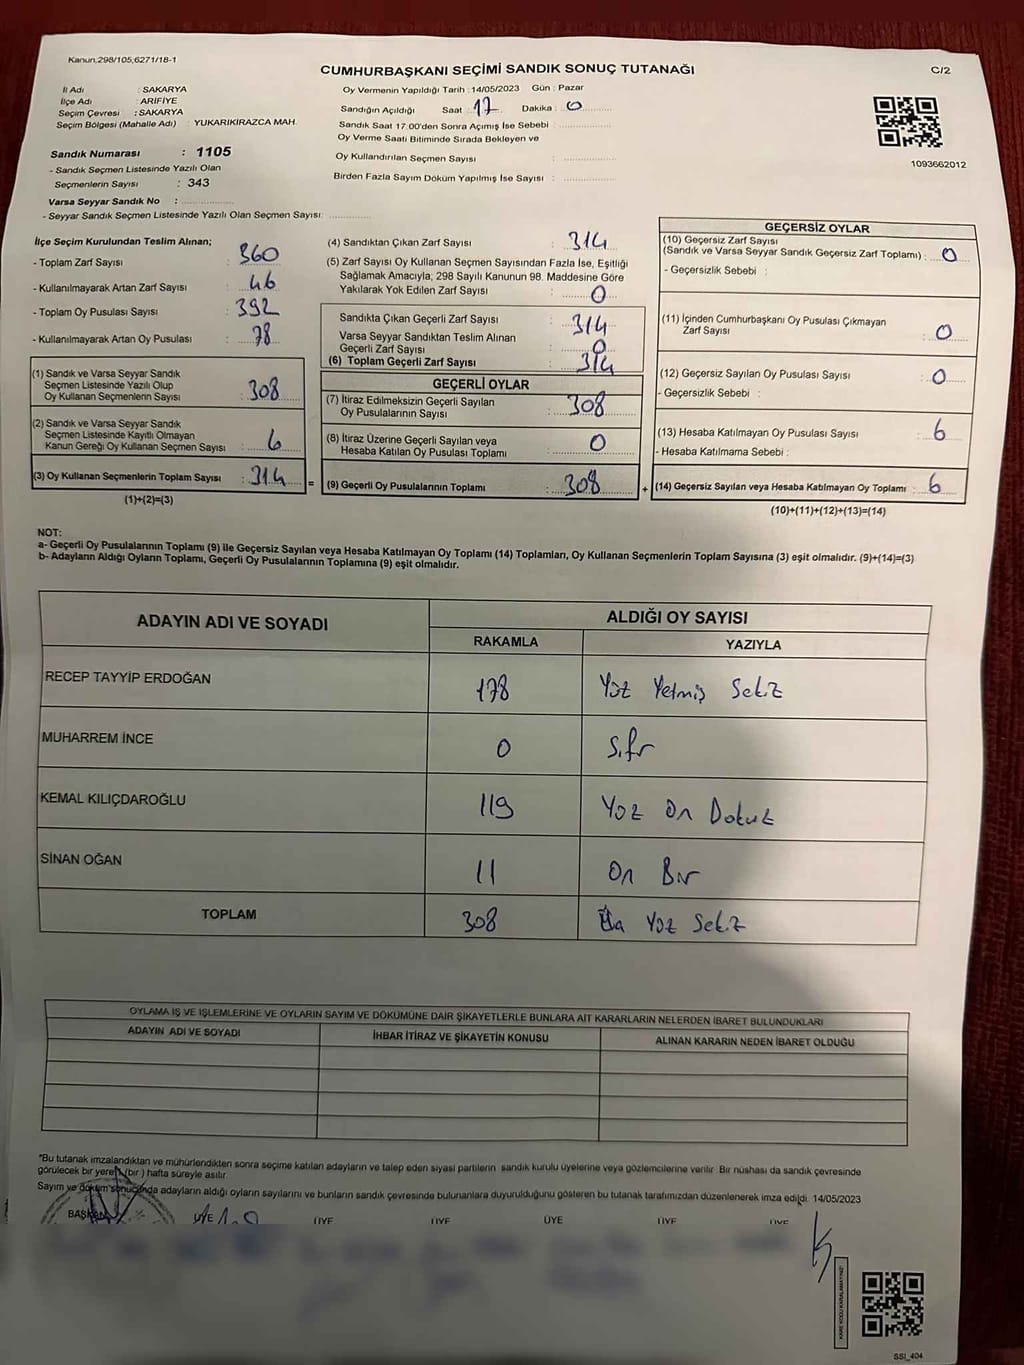 Kanun,298/105,6271/18-1
CUMHURBAŞKANI SEÇİMİ SANDIK SONUÇ TUTANAĞI
C/2
İl Adı : SAKARYA
İlçe Adı : ARİFİYE
Seçim Çevresi : SAKARYA
Seçim Bölgesi (Mahalle Adı) : YUKARIKİRAZCA MAH.
Sandık Numarası : 1105
- Sandık Seçmen Listesinde Yazılı Olan
Seçmenlerin Sayısı : 343
Varsa Seyyar Sandık No :
- Seyyar Sandık Seçmen Listesinde Yazılı Olan Seçmen Sayısı:
Oy Vermenin Yapıldığı Tarih :14/05/2023 Gün : Pazar
Sandığın Açıldığı Saat : 17 Dakika : 0
Sandık Saat 17.00'den Sonra Açımış İse Sebebi :
Oy Verme Saati Bitiminde Sırada Bekleyen ve
Oy Kullandırılan Seçmen Sayısı :
Birden Fazla Sayım Döküm Yapılmış İse Sayısı :
1093662012
İlçe Seçim Kurulundan Teslim Alınan;
- Toplam Zarf Sayısı : 360
- Kullanılmayarak Artan Zarf Sayısı : 46
- Toplam Oy Pusulası Sayısı : 392
- Kullanılmayarak Artan Oy Pusulası : 78
(1) Sandık ve Varsa Seyyar Sandık
Seçmen Listesinde Yazılı Olup
Oy Kullanan Seçmenlerin Sayısı : 308
(2) Sandık ve Varsa Seyyar Sandık
Seçmen Listesinde Kayıtlı Olmayan
Kanun Gereği Oy Kullanan Seçmen Sayısı : 6
(3) Oy Kullanan Seçmenlerin Toplam Sayısı : 314 =
(1)+(2)=(3)
(4) Sandıktan Çıkan Zarf Sayısı : 314
(5) Zarf Sayısı Oy Kullanan Seçmen Sayısından Fazla İse, Eşitliği
Sağlamak Amacıyla; 298 Sayılı Kanunun 98. Maddesine Göre
Yakılarak Yok Edilen Zarf Sayısı : 0
Sandıkta Çıkan Geçerli Zarf Sayısı : 314
Varsa Seyyar Sandıktan Teslim Alınan
Geçerli Zarf Sayısı : 0
(6) Toplam Geçerli Zarf Sayısı : 314
GEÇERLİ OYLAR
(7) İtiraz Edilmeksizin Geçerli Sayılan
Oy Pusulalarının Sayısı : 308
(8) İtiraz Üzerine Geçerli Sayılan veya
Hesaba Katılan Oy Pusulası Toplamı : 0
(9) Geçerli Oy Pusulalarının Toplamı : 308 +
GEÇERSİZ OYLAR
(10) Geçersiz Zarf Sayısı
(Sandık ve Varsa Seyyar Sandık Geçersiz Zarf Toplamı) : 0
- Geçersizlik Sebebi :
(11) İçinden Cumhurbaşkanı Oy Pusulası Çıkmayan
Zarf Sayısı : 0
(12) Geçersiz Sayılan Oy Pusulası Sayısı : 0
- Geçersizlik Sebebi :
(13) Hesaba Katılmayan Oy Pusulası Sayısı : 6
- Hesaba Katılmama Sebebi :
(14) Geçersiz Sayılan veya Hesaba Katılmayan Oy Toplamı : 6
(10)+(11)+(12)+(13)=(14)
NOT:
a- Geçerli Oy Pusulalarının Toplamı (9) ile Geçersiz Sayılan veya Hesaba Katılmayan Oy Toplamı (14) Toplamları, Oy Kullanan Seçmenlerin Toplam Sayısına (3) eşit olmalıdır. (9)+(14)=(3)
b- Adayların Aldığı Oyların Toplamı, Geçerli Oy Pusulalarının Toplamına (9) eşit olmalıdır.
ADAYIN ADI VE SOYADI ALDIĞI OY SAYISI
RAKAMLA YAZIYLA
RECEP TAYYİP ERDOĞAN 178 Yüz Yetmiş Sekiz
MUHARREM İNCE 0 Sıfır
KEMAL KILIÇDAROĞLU 119 Yüz On Dokuz
SİNAN OĞAN 11 On Bir
TOPLAM 308 Yüz Sekiz
OYLAMA İŞ VE İŞLEMLERİNE VE OYLARIN SAYIM VE DÖKÜMÜNE DAİR ŞİKAYETLERLE BUNLARA AİT KARARLARIN NELERDEN İBARET BULUNDUKLARI
ADAYIN ADI VE SOYADI İHBAR İTİRAZ VE ŞİKAYETİN KONUSU ALINAN KARARIN NEDEN İBARET OLDUĞU
*Bu tutanak imzalandıktan ve mühürlendikten sonra seçime katılan adayların ve talep eden siyasi partilerin sandık kurulu üyelerine veya gözlemcilerine verilir. Bir nüshası da sandık çevresinde
görülecek bir yere (bir ) hafta süreyle asılır
Sayım ve döküm sonucunda adayların aldığı oyların sayılarını ve bunların sandık çevresinde bulunanlara duyurulduğunu gösteren bu tutanak tarafımızdan düzenlenerek imza edildi. 14/05/2023
BAŞKAN ÜYE ÜYE ÜYE ÜYE ÜYE ÜYE
KARE KODU KARALAMAYINIZ!
SSI_404